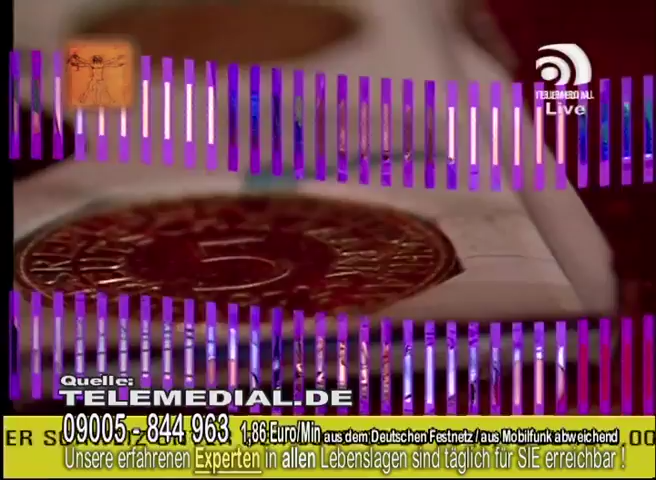 TELEMEDIAL
Live
Quelle:
TELEMEDIAL.DE
09005 - 844 963 1,86 Euro/Min aus dem Deutschen Festnetz / aus Mobilfunk abweichend
Unsere erfahrenen Experten in allen Lebenslagen sind täglich für SIE erreichbar !